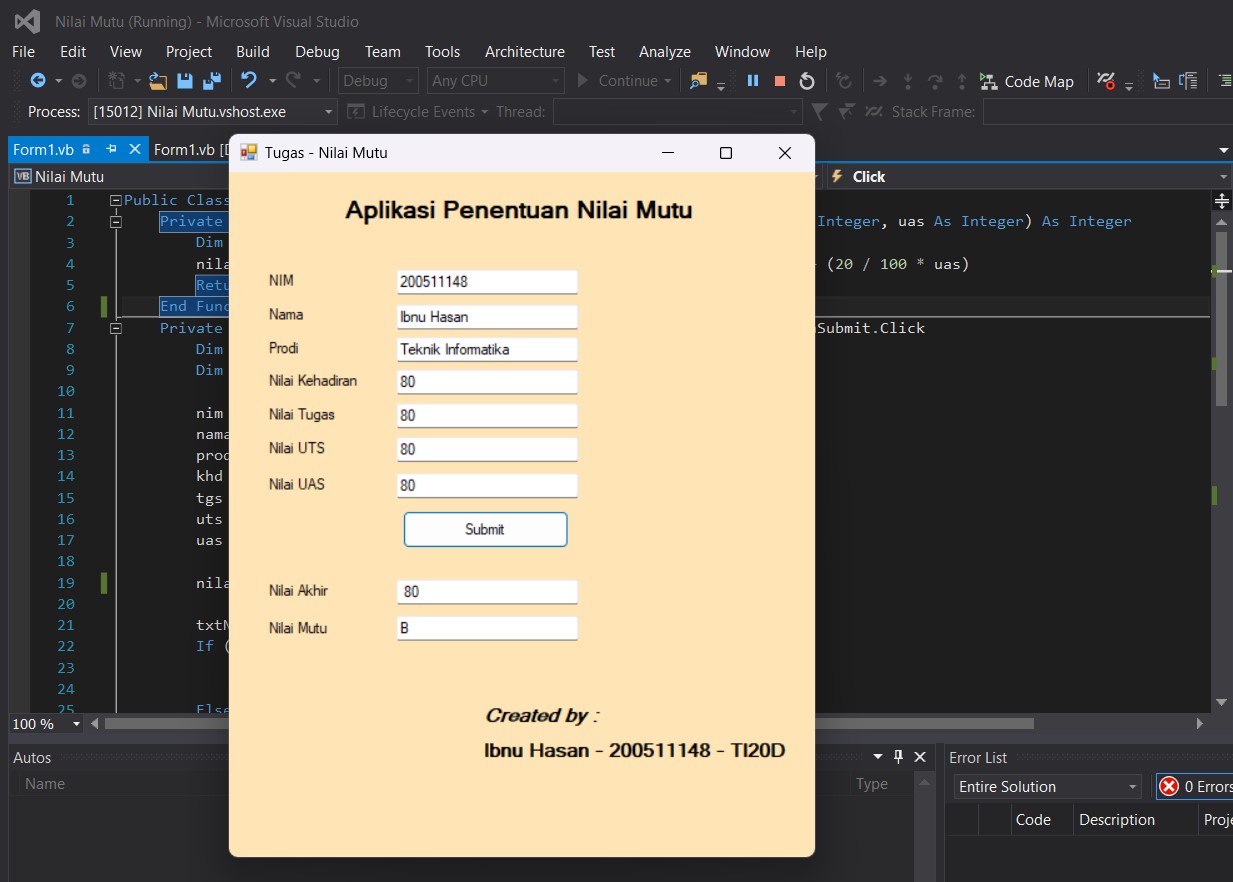 Nilai Mutu (Running) - Microsoft Visual Studio
File Edit View Project Build Debug Team Tools Architecture Test Analyze Window Help
Debug Any CPU Continue Code Map
Process: [15012] Nilai Mutu.vshost.exe Lifecycle Events Thread: Stack Frame:
Form1.vb Form1.vb [
Tugas - Nilai Mutu
VB Nilai Mutu Click
Aplikasi Penentuan Nilai Mutu
NIM 200511148
Nama Ibnu Hasan
Prodi Teknik Informatika
Nilai Kehadiran 80
Nilai Tugas 80
Nilai UTS 80
Nilai UAS 80
Submit
Nilai Akhir 80
Nilai Mutu B
Created by :
Ibnu Hasan - 200511148 - TI20D
1 Public Clas
2 Private Integer, uas As Integer) As Integer
3 Dim
4 nila (20 / 100 * uas)
5 Retu
6 End Func
7 Private Submit.Click
8 Dim
9 Dim
10
11 nim
12 nama
13 prod
14 khd
15 tgs
16 uts
17 uas
18
19 nila
20
21 txtN
22 If (
23
24
25 Else
100 %
Autos
Name Type
Error List
Entire Solution 0 Errors
Code Description Proje